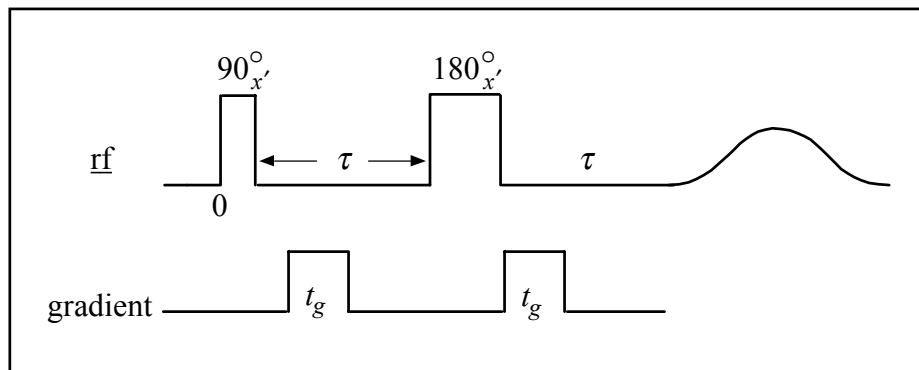 90°x′ 180°x′
rf τ τ
0
gradient tg tg